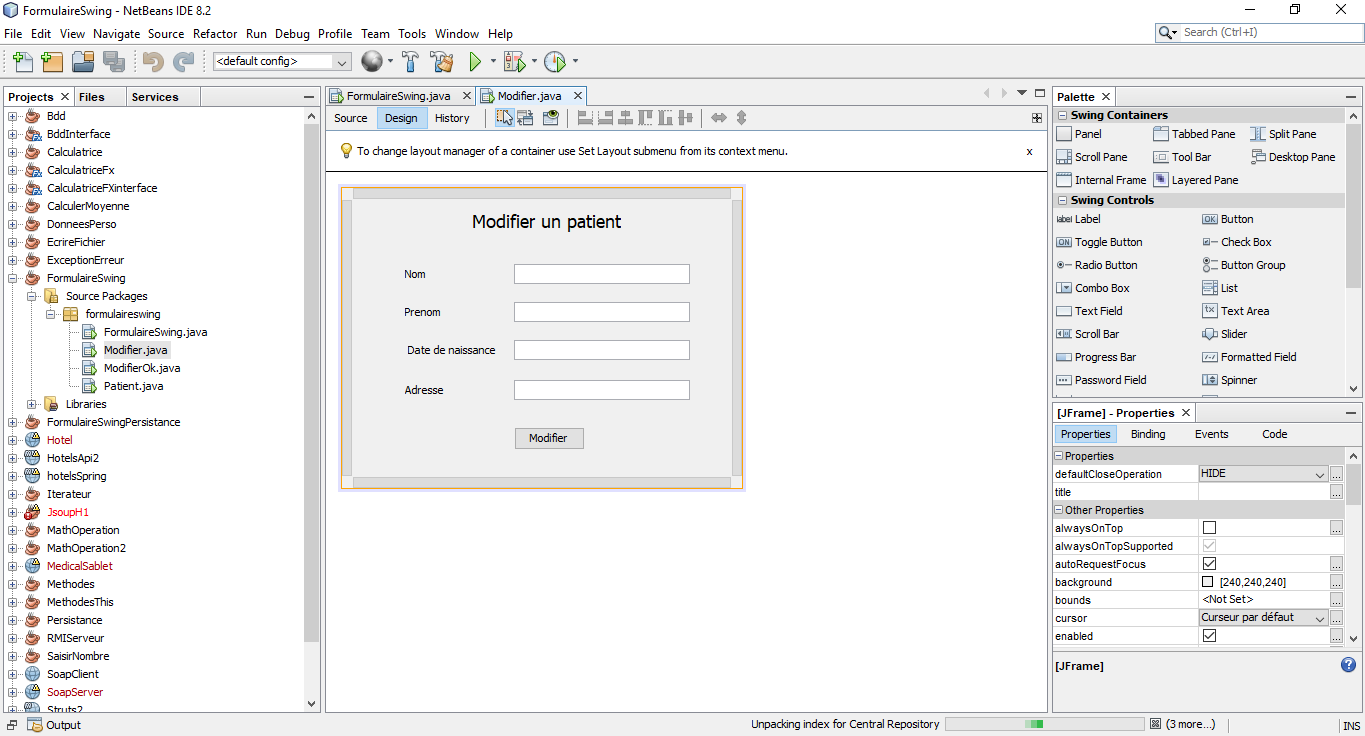 FormulaireSwing - NetBeans IDE 8.2
File Edit View Navigate Source Refactor Run Debug Profile Team Tools Window Help
Search (Ctrl+I)
<default config>
Projects Files Services
Bdd
BddInterface
Calculatrice
CalculatriceFx
CalculatriceFXinterface
CalculerMoyenne
DonneesPerso
EcrireFichier
ExceptionErreur
FormulaireSwing
Source Packages
formulaireswing
FormulaireSwing.java
Modifier.java
ModifierOk.java
Patient.java
Libraries
FormulaireSwingPersistance
Hotel
HotelsApi2
hotelsSpring
Iterateur
JsoupH1
MathOperation
MathOperation2
MedicalSablet
Methodes
MethodesThis
Persistance
RMIServeur
SaisirNombre
SoapClient
SoapServer
Struts2
FormulaireSwing.java Modifier.java
Source Design History
To change layout manager of a container use Set Layout submenu from its context menu.
x
Modifier un patient
Nom
Prenom
Date de naissance
Adresse
Modifier
Palette
Swing Containers
Panel Tabbed Pane Split Pane
Scroll Pane Tool Bar Desktop Pane
Internal Frame Layered Pane
Swing Controls
label Label OK Button
ON Toggle Button Check Box
Radio Button Button Group
Combo Box List
Text Field Text Area
Scroll Bar Slider
Progress Bar Formatted Field
Password Field Spinner
[JFrame] - Properties
Properties Binding Events Code
Properties
defaultCloseOperation HIDE ...
title ...
Other Properties
alwaysOnTop ...
alwaysOnTopSupported
autoRequestFocus ...
background [240,240,240] ...
bounds <Not Set> ...
cursor Curseur par défaut ...
enabled ...
[JFrame]
?
Output
Unpacking index for Central Repository (3 more...) INS